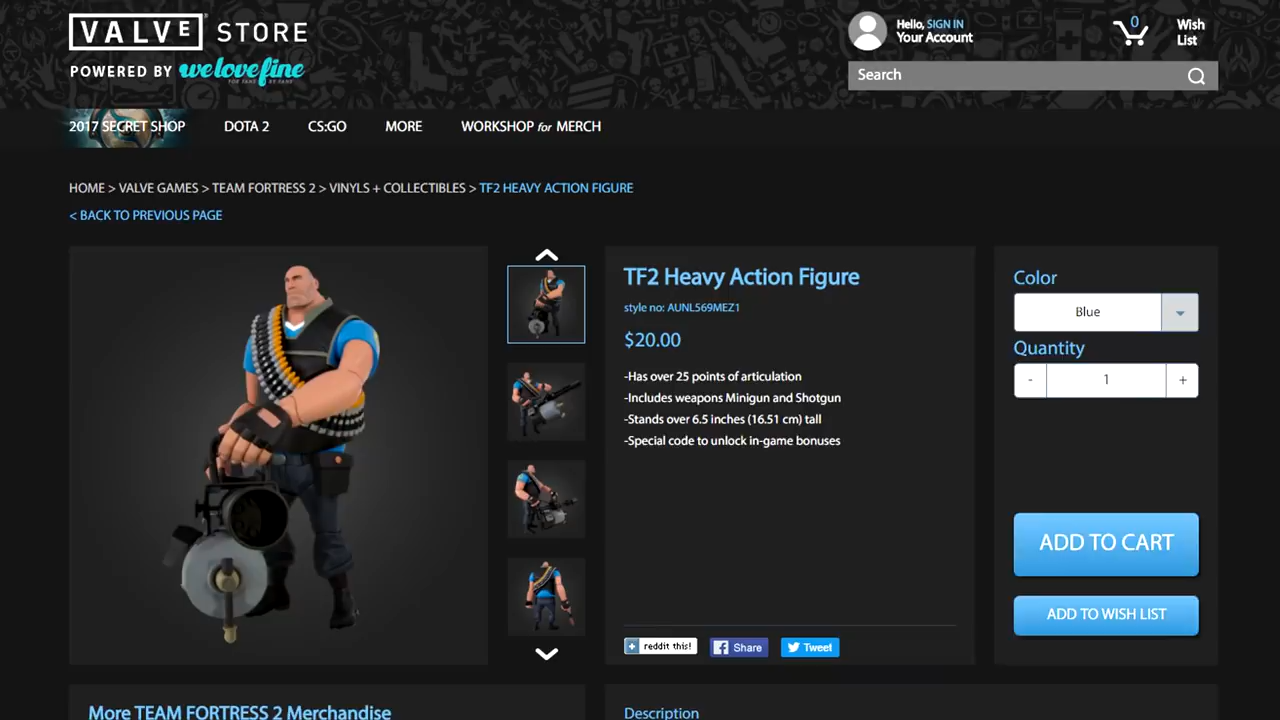 VALVE STORE
POWERED BY welovefine
FOR FANS BY FANS
Hello, SIGN IN
Your Account
0
Wish
List
Search
2017 SECRET SHOP
DOTA 2
CS:GO
MORE
WORKSHOP for MERCH
HOME > VALVE GAMES > TEAM FORTRESS 2 > VINYLS + COLLECTIBLES > TF2 HEAVY ACTION FIGURE
< BACK TO PREVIOUS PAGE
TF2 Heavy Action Figure
style no: AUNL569MEZ1
$20.00
-Has over 25 points of articulation
-Includes weapons Minigun and Shotgun
-Stands over 6.5 inches (16.51 cm) tall
-Special code to unlock in-game bonuses
reddit this!
Share
Tweet
Color
Blue
Quantity
- 1 +
ADD TO CART
ADD TO WISH LIST
More TEAM FORTRESS 2 Merchandise
Description